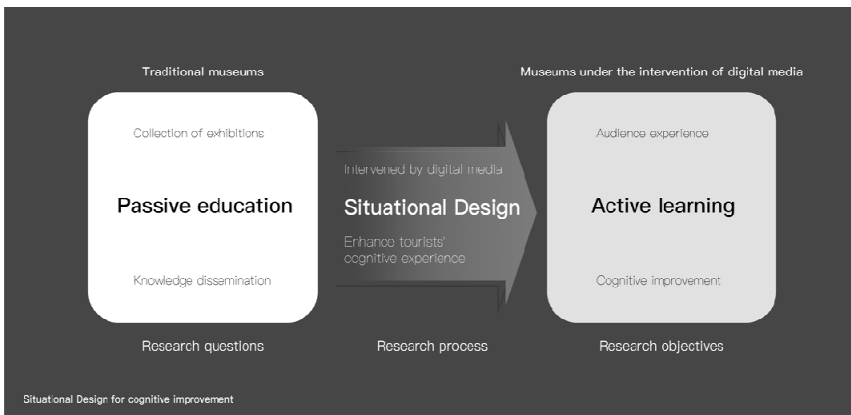 Traditional museums
Museums under the intervention of digital media
Collection of exhibitions
Passive education
Knowledge dissemination
Intervened by digital media
Situational Design
Enhance tourists'
cognitive experience
Audience experience
Active learning
Cognitive improvement
Research questions
Research process
Research objectives
Situational Design for cognitive improvement